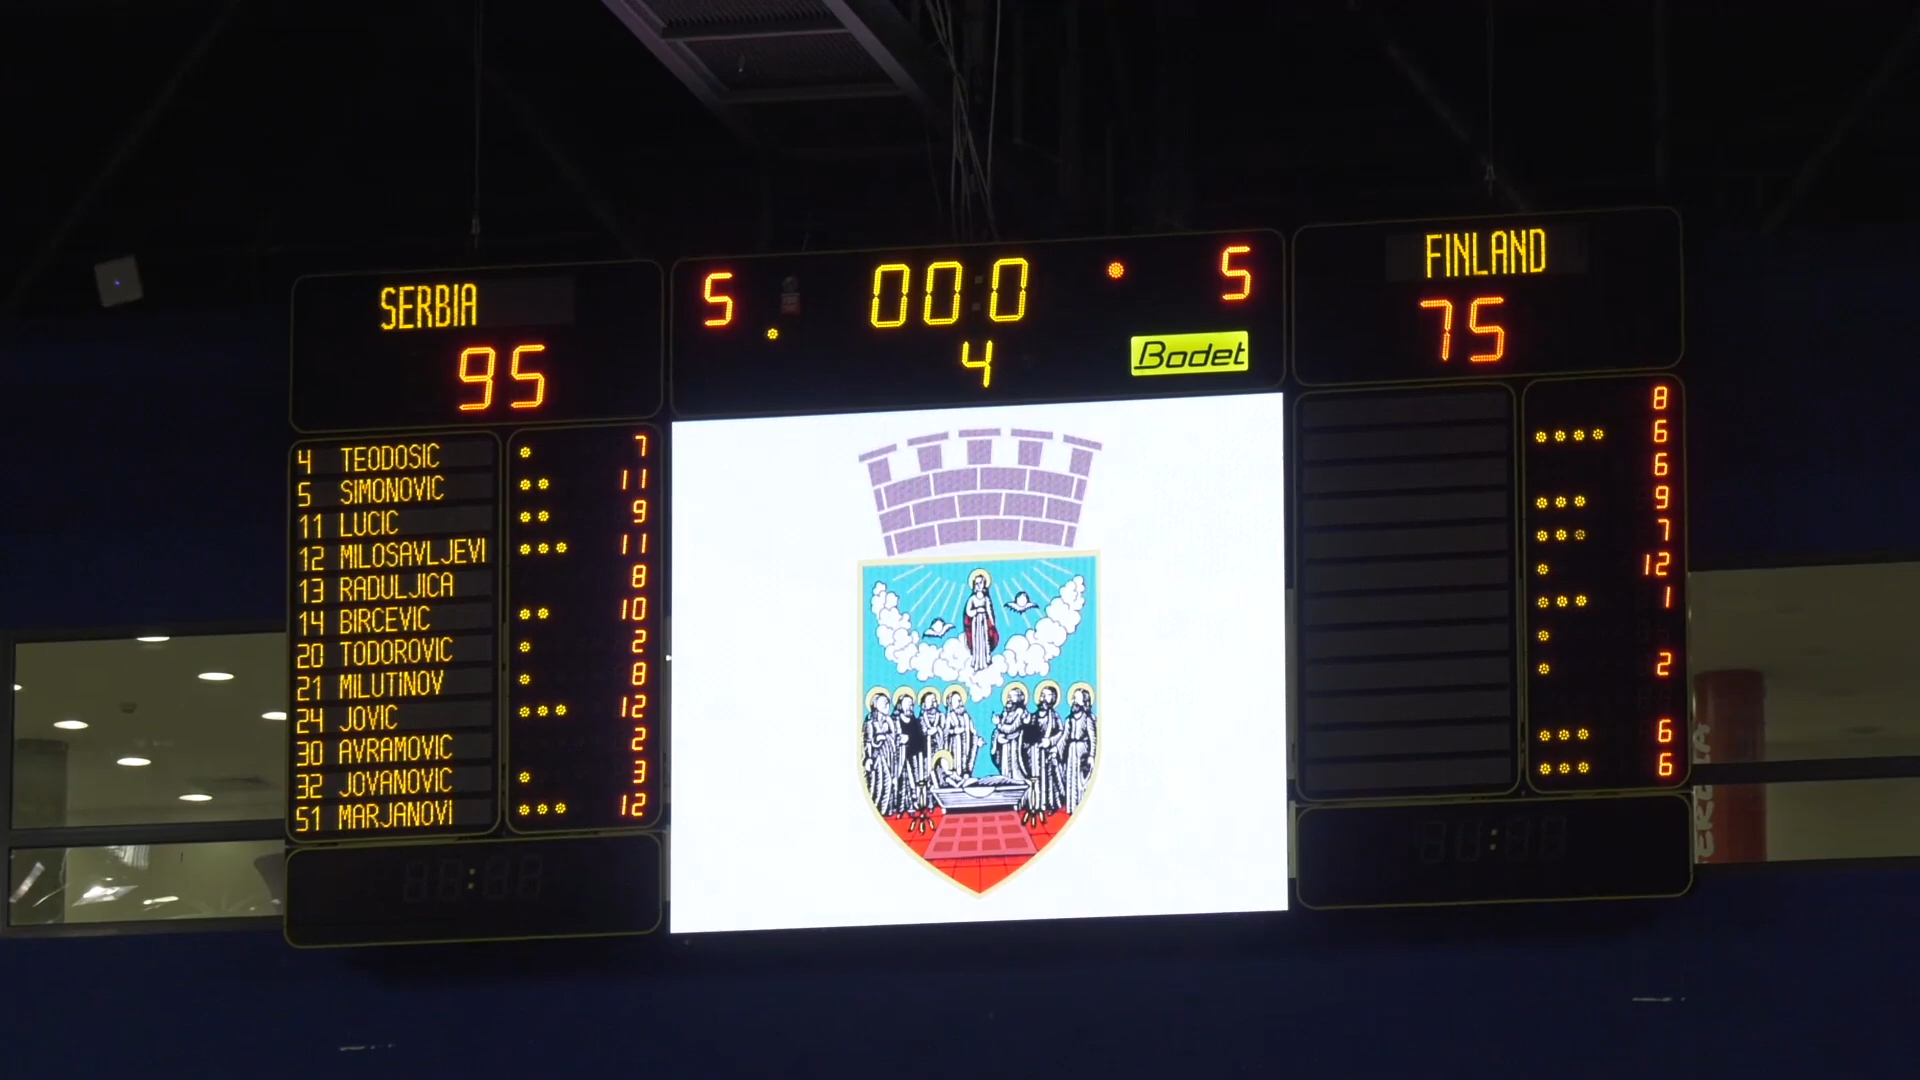 SERBIA
95
5 000 5
4
Bodet
FINLAND
75
4 TEODOSIC 7
5 SIMONOVIC 11
11 LUCIC 9
12 MILOSAVLJEVI 11
13 RADULJICA 8
14 BIRCEVIC 10
20 TODOROVIC 2
21 MILUTINOV 8
24 JOVIC 12
30 AVRAMOVIC 2
32 JOVANOVIC 3
51 MARJANOVI 12
8
6
6
9
7
12
1
2
6
6